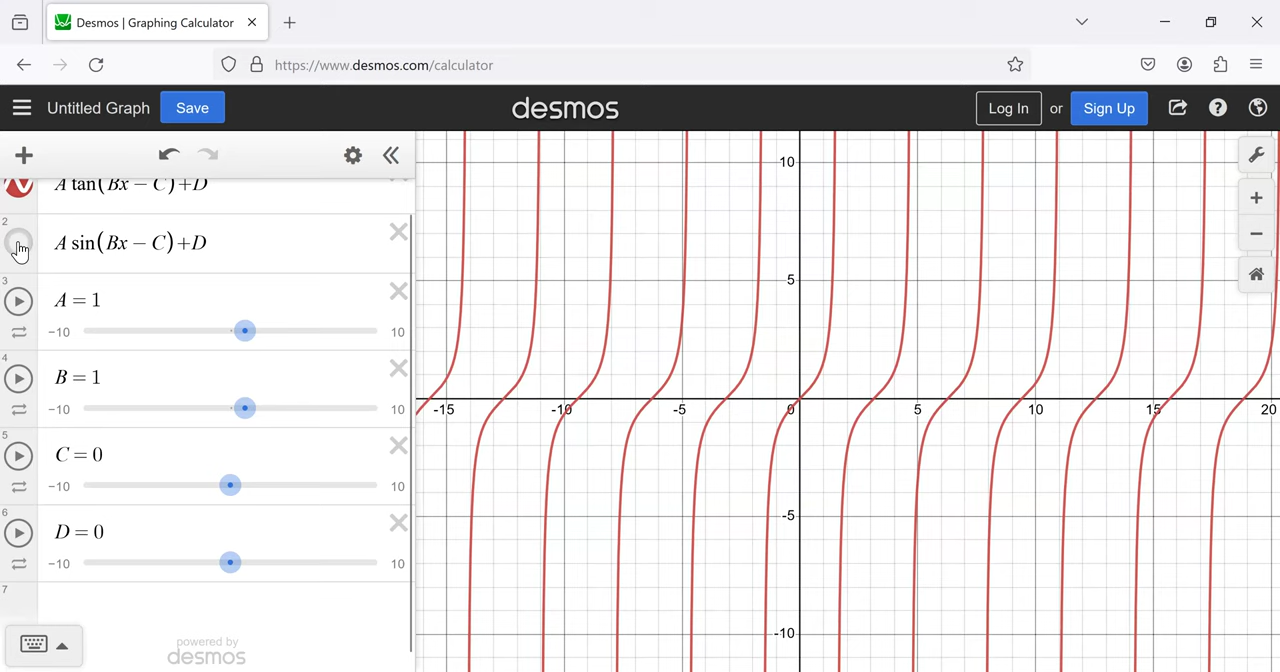 Desmos | Graphing Calculator
https://www.desmos.com/calculator
Untitled Graph Save desmos Log In or Sign Up
A tan(Bx − C)+D
2
A sin(Bx − C)+D
3
A = 1
−10 10
4
B = 1
−10 10
5
C = 0
−10 10
6
D = 0
−10 10
7
powered by
desmos
10
5
-15 -10 -5 0 5 10 15 20
-5
-10